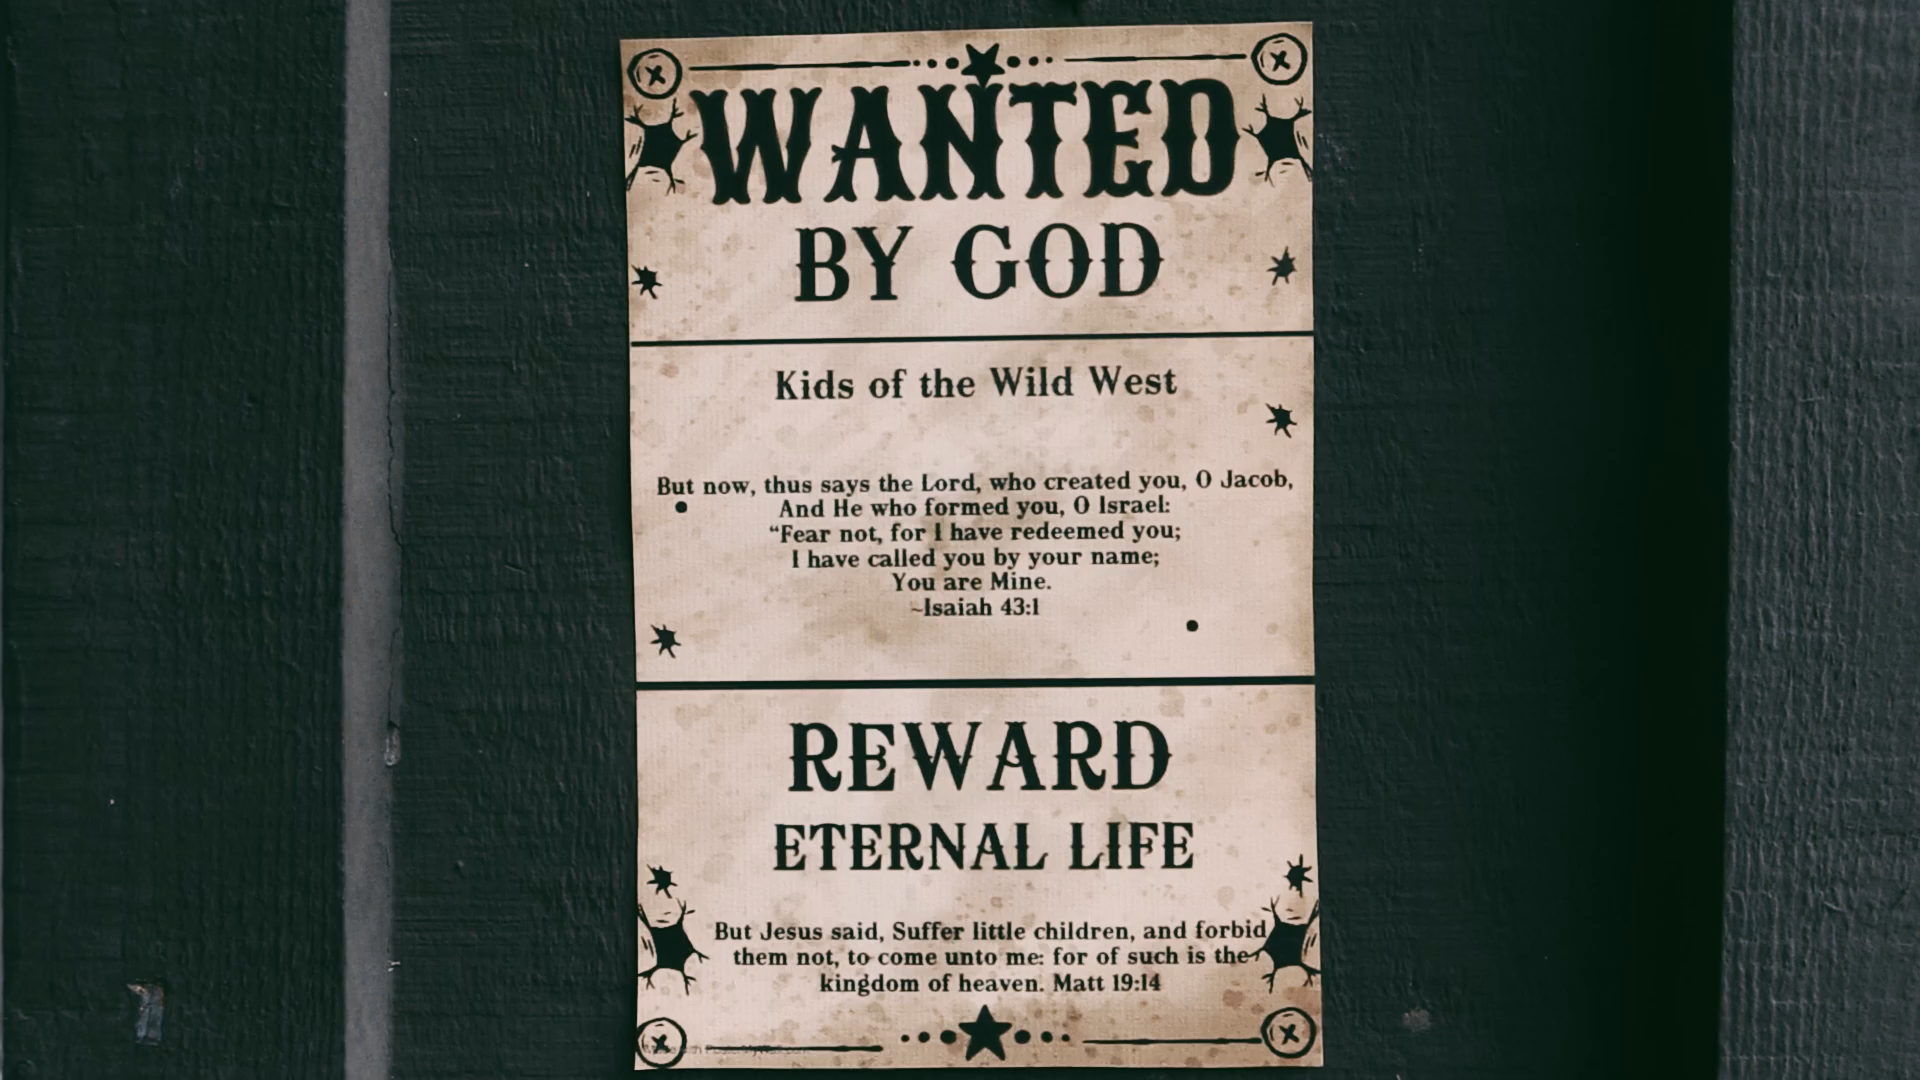 WANTED
BY GOD
Kids of the Wild West
But now, thus says the Lord, who created you, O Jacob,
And He who formed you, O Israel:
“Fear not, for I have redeemed you;
I have called you by your name;
You are Mine.
~Isaiah 43:1
REWARD
ETERNAL LIFE
But Jesus said, Suffer little children, and forbid
them not, to come unto me: for of such is the
kingdom of heaven. Matt 19:14